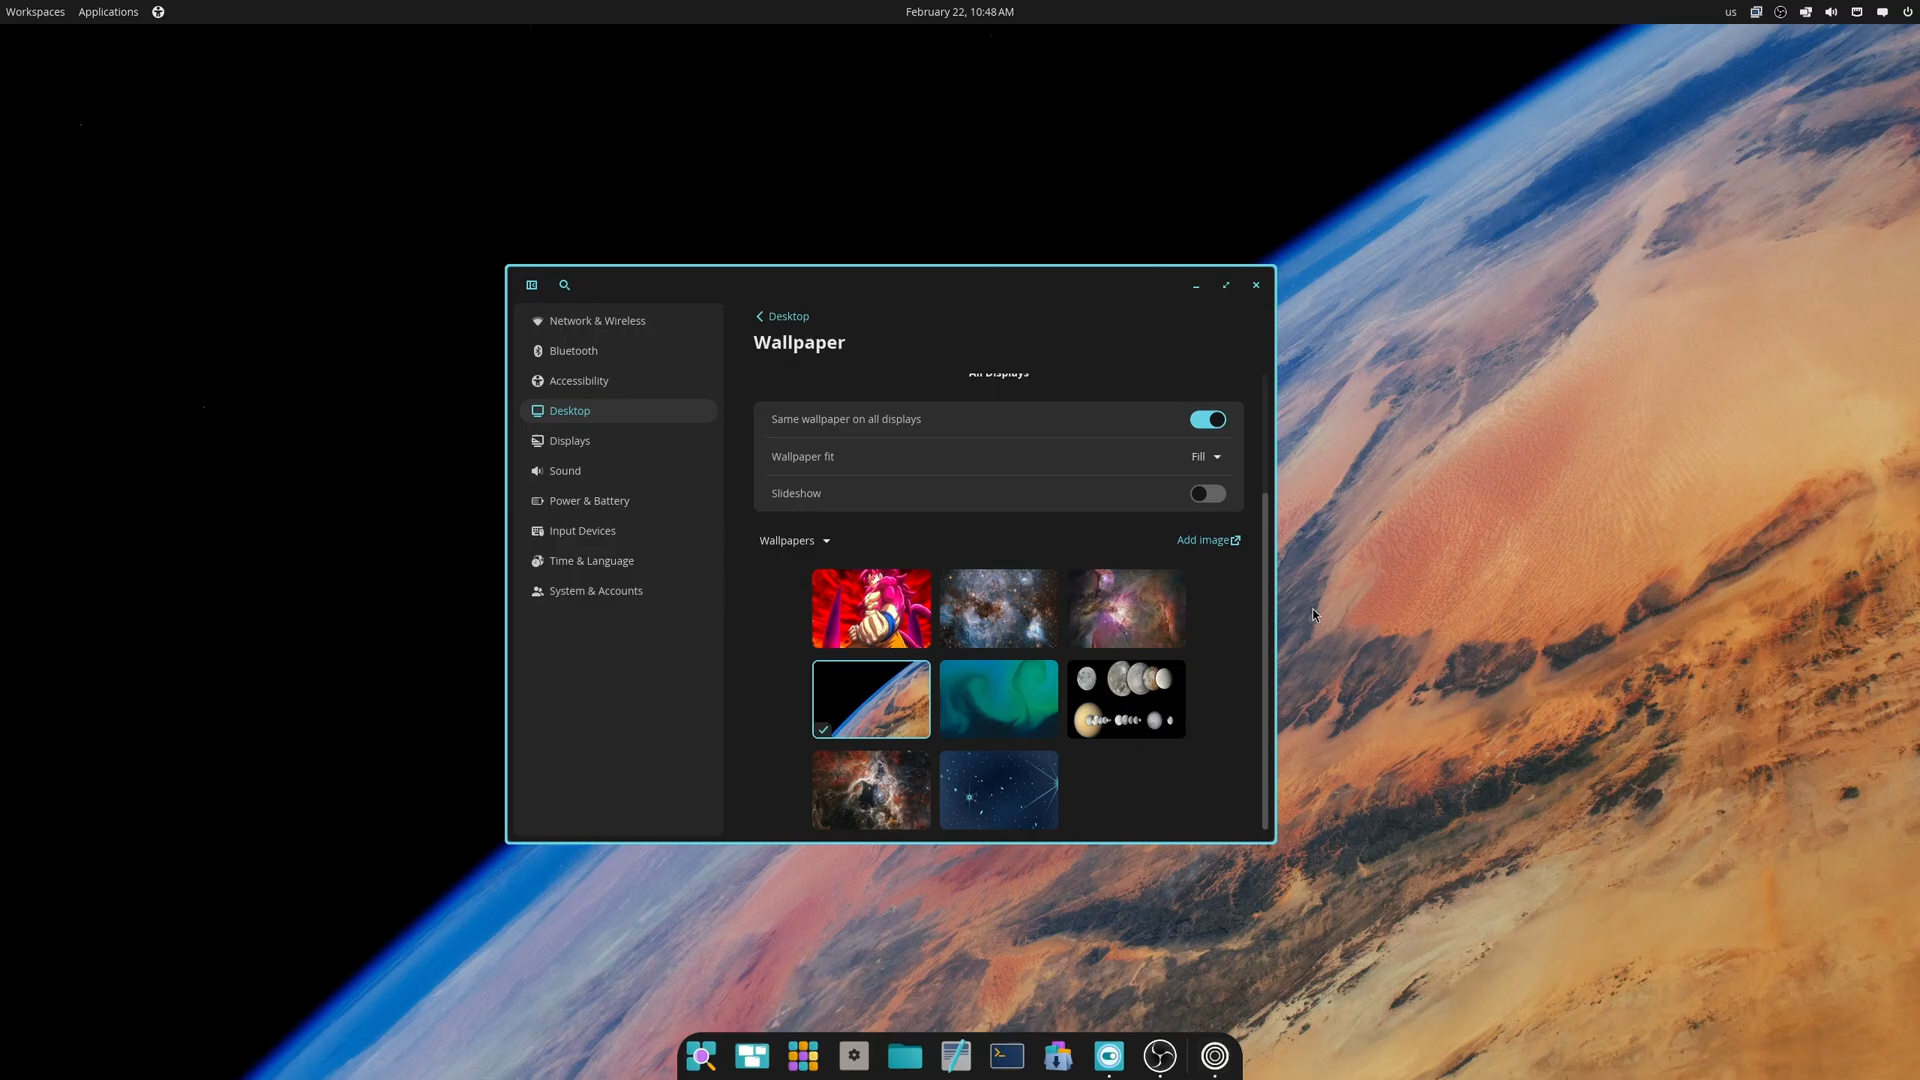 Workspaces Applications February 22, 10:48 AM us
Network & Wireless
Bluetooth
Accessibility
Desktop
Displays
Sound
Power & Battery
Input Devices
Time & Language
System & Accounts
Desktop
Wallpaper
All Displays
Same wallpaper on all displays
Wallpaper fit Fill
Slideshow
Wallpapers Add image